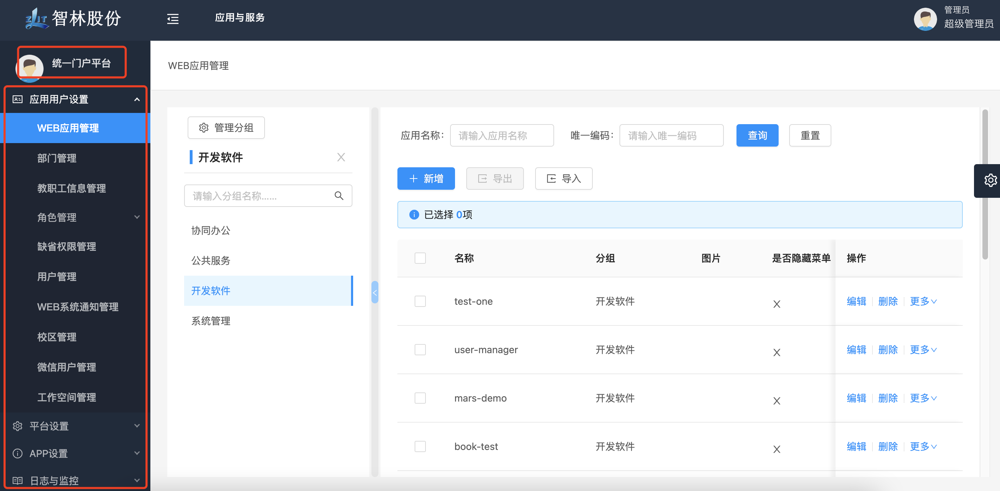 ZLIT 智林股份
应用与服务
管理员
超级管理员
统一门户平台
应用用户设置
WEB应用管理
部门管理
教职工信息管理
角色管理
缺省权限管理
用户管理
WEB系统通知管理
校区管理
微信用户管理
工作空间管理
平台设置
APP设置
日志与监控
WEB应用管理
管理分组
开发软件
请输入分组名称......
协同办公
公共服务
开发软件
系统管理
应用名称： 请输入应用名称 唯一编码： 请输入唯一编码 查询 重置
新增 导出 导入
已选择 0项
名称 分组 图片 是否隐藏菜单 操作
test-one 开发软件 编辑 删除 更多
user-manager 开发软件 编辑 删除 更多
mars-demo 开发软件 编辑 删除 更多
book-test 开发软件 编辑 删除 更多